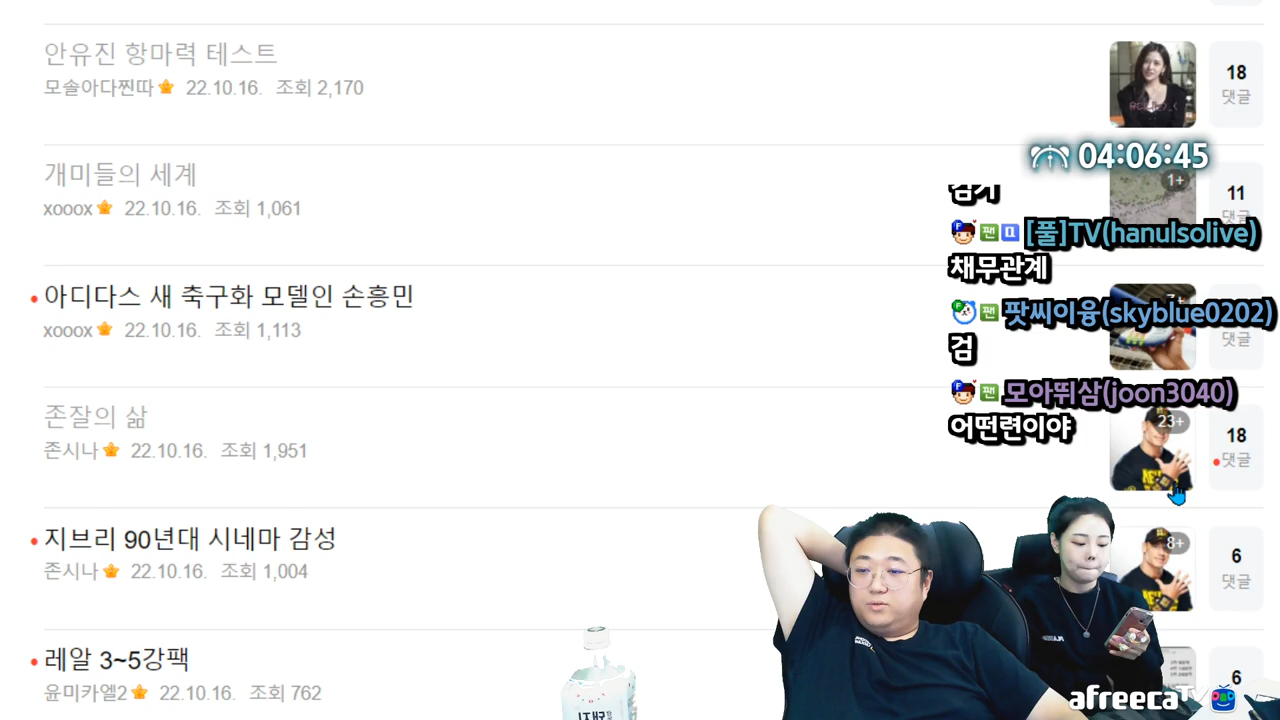 안유진 항마력 테스트
모솔아다찐따 22.10.16. 조회 2,170
18
댓글
04:06:45
개미들의 세계
xooox 22.10.16. 조회 1,061
1+
11
댓글
[풀]TV(hanulsolive)
채무관계
아디다스 새 축구화 모델인 손흥민
xooox 22.10.16. 조회 1,113
7+
댓글
팟씨이융(skyblue0202)
검
모아뛰삼(joon3040)
어떤련이야
존잘의 삶
존시나 22.10.16. 조회 1,951
23+
18
댓글
지브리 90년대 시네마 감성
존시나 22.10.16. 조회 1,004
8+
6
댓글
레알 3~5강팩
윤미카엘2 22.10.16. 조회 762
6
afreecaTV